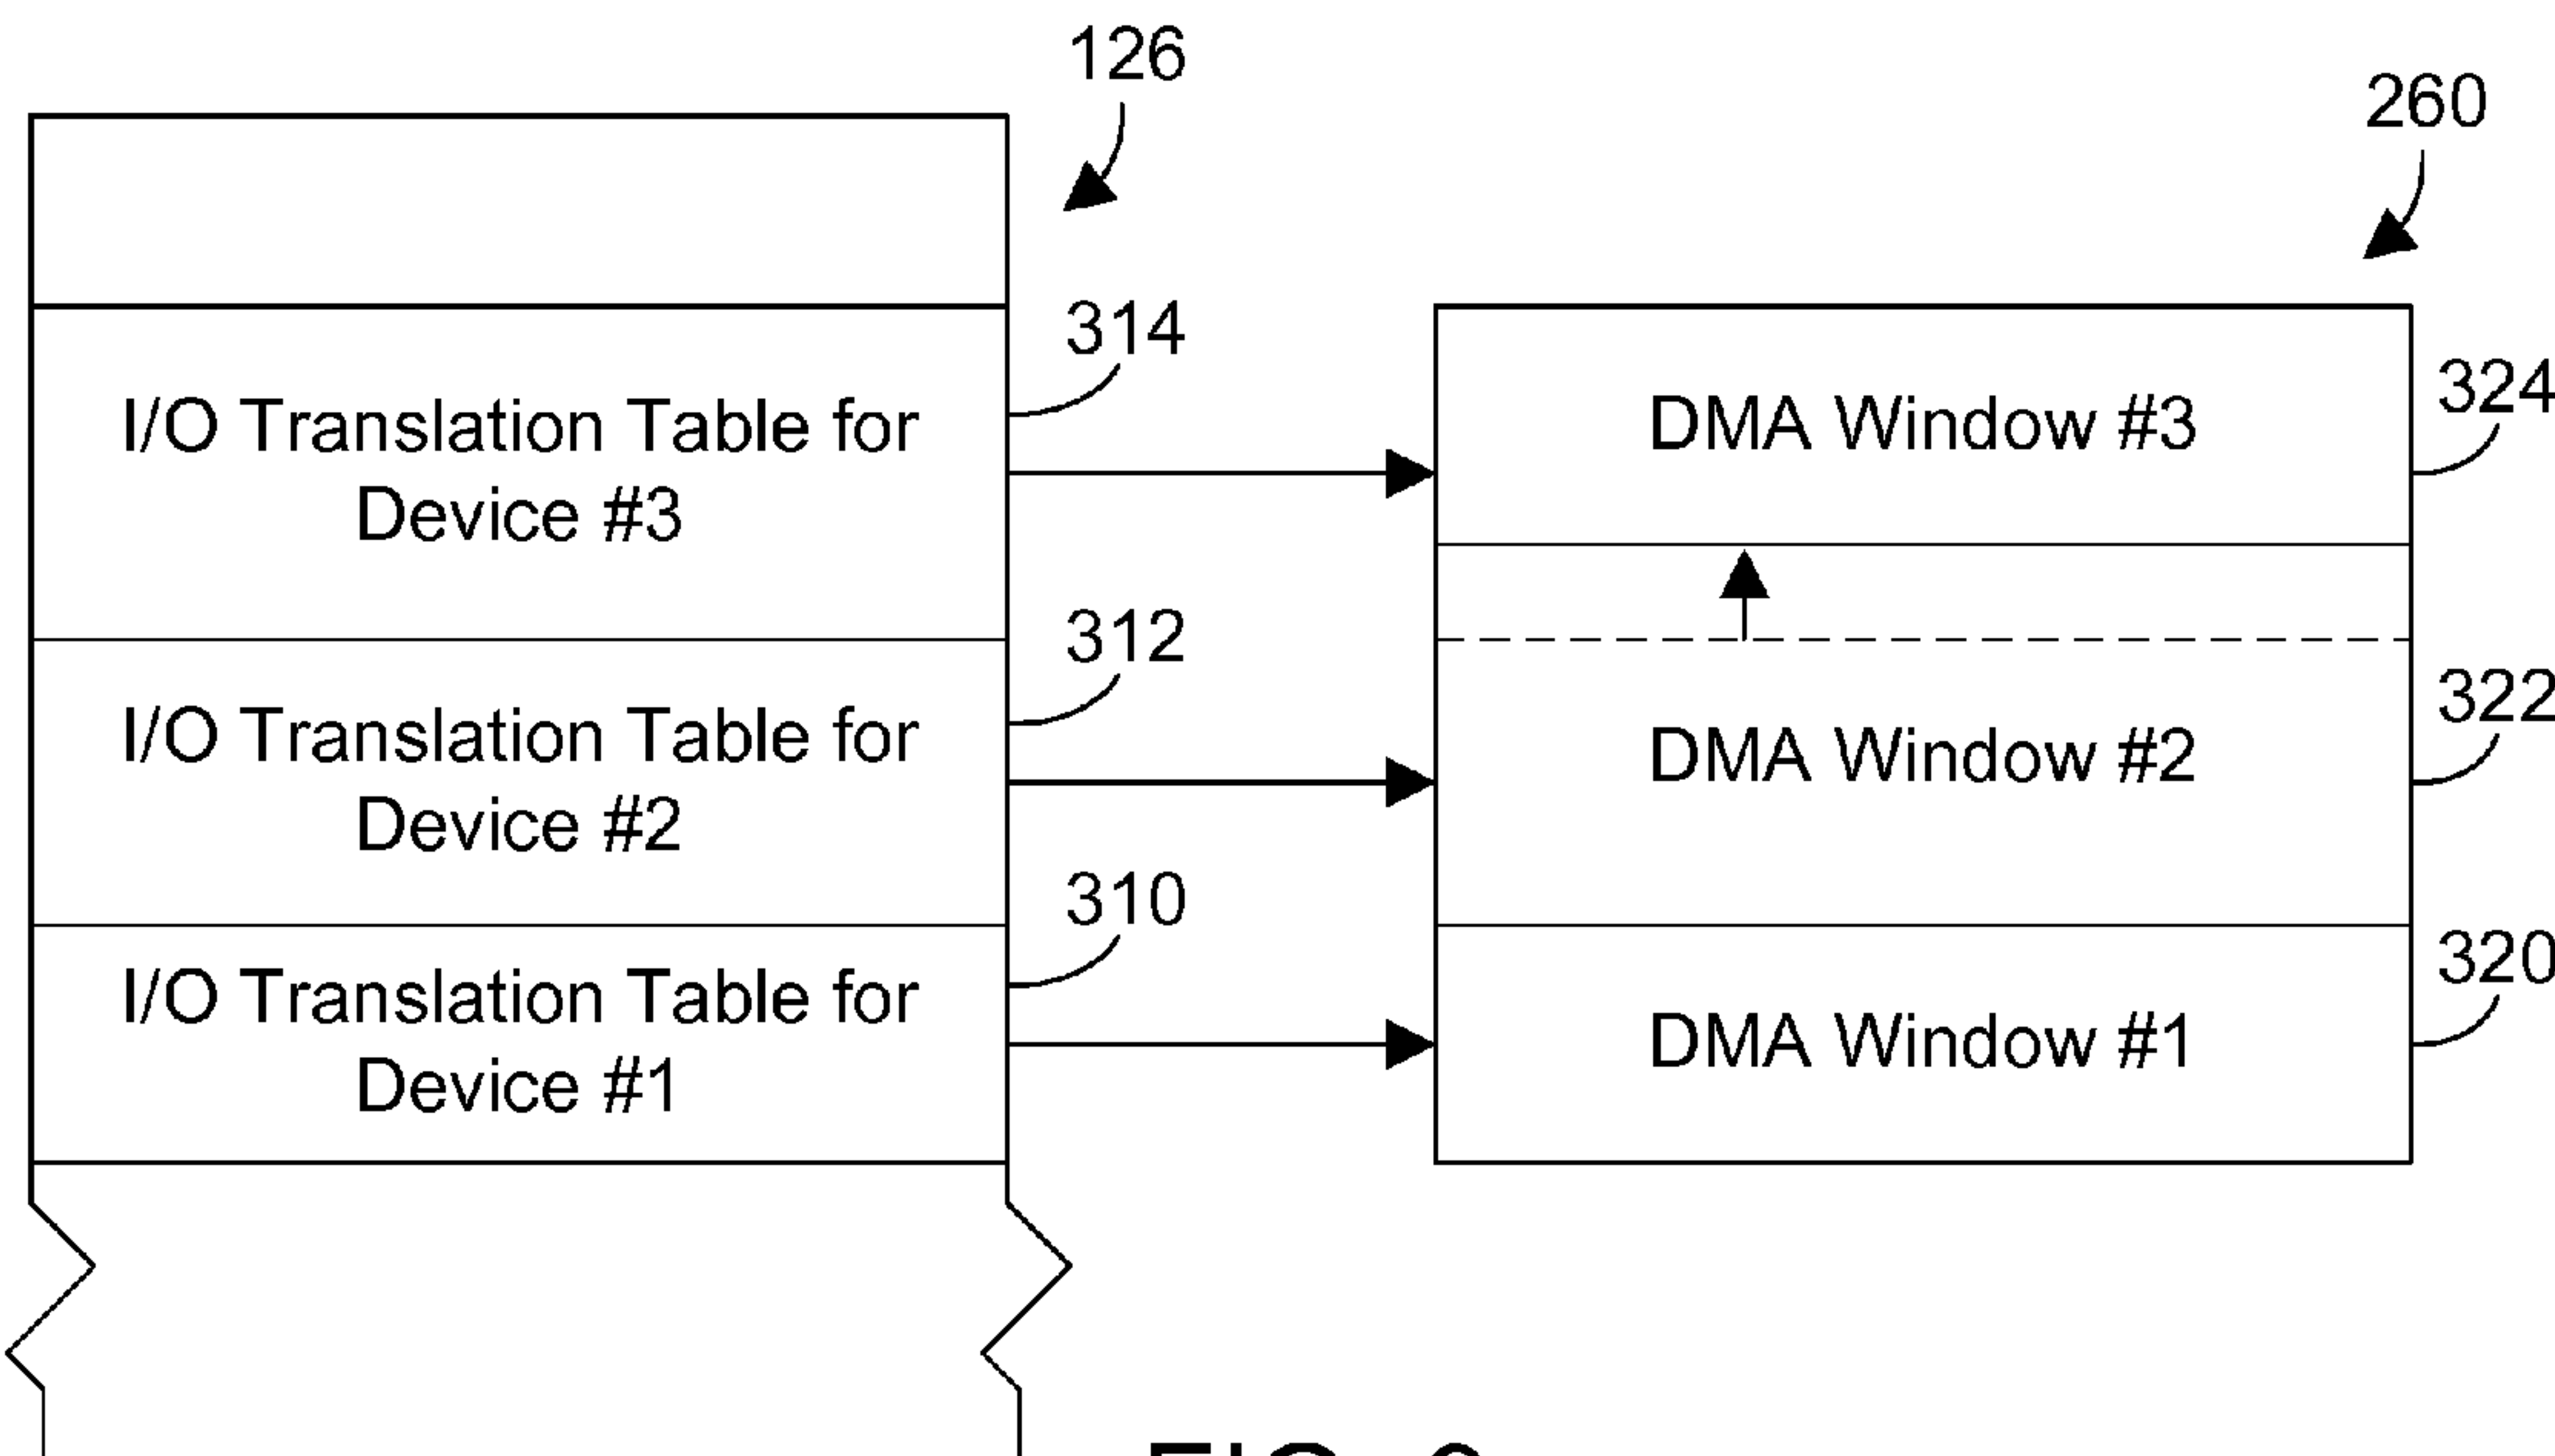 126
260
314
I/O Translation Table for
Device #3
DMA Window #3
324
312
I/O Translation Table for
Device #2
DMA Window #2
322
310
I/O Translation Table for
Device #1
DMA Window #1
320